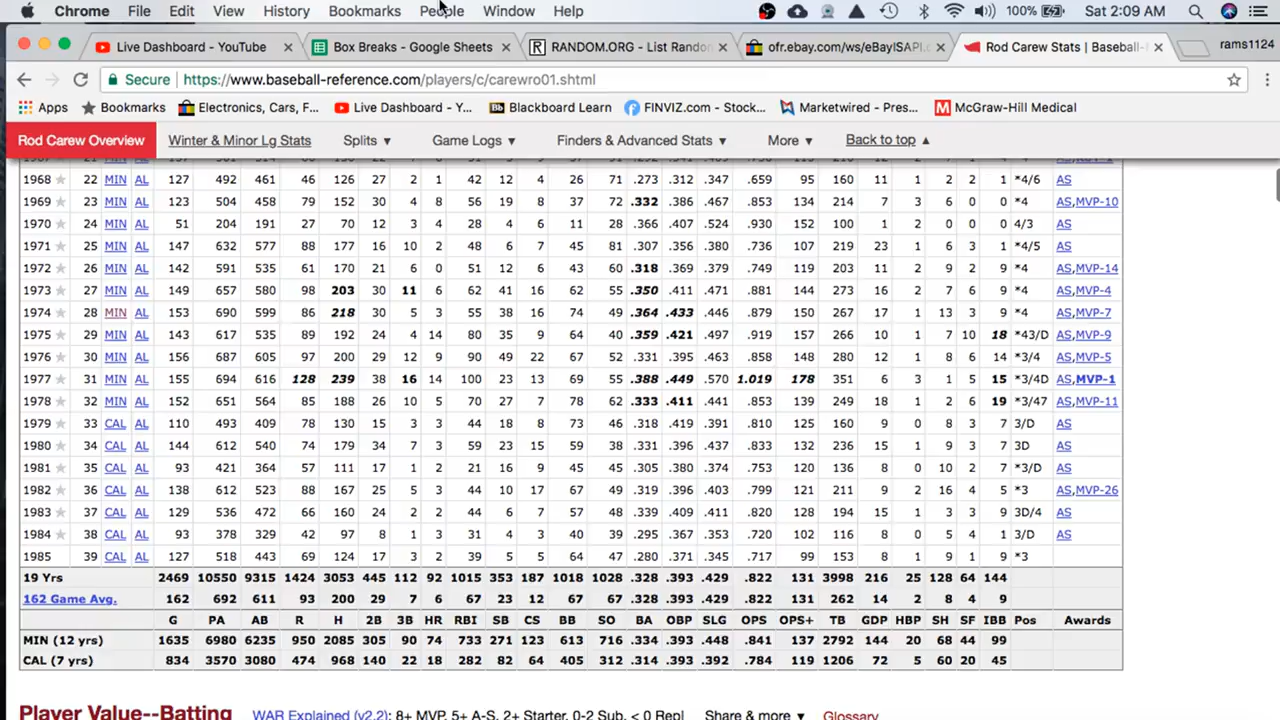 Chrome File Edit View History Bookmarks People Window Help 100% Sat 2:09 AM
Live Dashboard - YouTube Box Breaks - Google Sheets RANDOM.ORG - List Random ofr.ebay.com/ws/eBayISAPI. Rod Carew Stats | Baseball- rams1124
Secure https://www.baseball-reference.com/players/c/carewro01.shtml
Apps Bookmarks Electronics, Cars, F... Live Dashboard - Y... Bb Blackboard Learn FINVIZ.com - Stock... Marketwired - Pres... M McGraw-Hill Medical
Rod Carew Overview Winter & Minor Lg Stats Splits ▼ Game Logs ▼ Finders & Advanced Stats ▼ More ▼ Back to top ▲
1968 22 MIN AL 127 492 461 46 126 27 2 1 42 12 4 26 71 .273 .312 .347 .659 95 160 11 1 2 2 1 *4/6 AS
1969 23 MIN AL 123 504 458 79 152 30 4 8 56 19 8 37 72 .332 .386 .467 .853 134 214 7 3 6 0 0 *4 AS,MVP-10
1970 24 MIN AL 51 204 191 27 70 12 3 4 28 4 6 11 28 .366 .407 .524 .930 152 100 1 2 0 0 0 4/3 AS
1971 25 MIN AL 147 632 577 88 177 16 10 2 48 6 7 45 81 .307 .356 .380 .736 107 219 23 1 6 3 1 *4/5 AS
1972 26 MIN AL 142 591 535 61 170 21 6 0 51 12 6 43 60 .318 .369 .379 .749 119 203 11 2 9 2 9 *4 AS,MVP-14
1973 27 MIN AL 149 657 580 98 203 30 11 6 62 41 16 62 55 .350 .411 .471 .881 144 273 16 2 7 6 9 *4 AS,MVP-4
1974 28 MIN AL 153 690 599 86 218 30 5 3 55 38 16 74 49 .364 .433 .446 .879 150 267 17 1 13 3 9 *4 AS,MVP-7
1975 29 MIN AL 143 617 535 89 192 24 4 14 80 35 9 64 40 .359 .421 .497 .919 157 266 10 1 7 10 18 *43/D AS,MVP-9
1976 30 MIN AL 156 687 605 97 200 29 12 9 90 49 22 67 52 .331 .395 .463 .858 148 280 12 1 8 6 14 *3/4 AS,MVP-5
1977 31 MIN AL 155 694 616 128 239 38 16 14 100 23 13 69 55 .388 .449 .570 1.019 178 351 6 3 1 5 15 *3/4D AS,MVP-1
1978 32 MIN AL 152 651 564 85 188 26 10 5 70 27 7 78 62 .333 .411 .441 .853 139 249 18 1 2 6 19 *3/47 AS,MVP-11
1979 33 CAL AL 110 493 409 78 130 15 3 3 44 18 8 73 46 .318 .419 .391 .810 125 160 9 0 8 3 7 3/D AS
1980 34 CAL AL 144 612 540 74 179 34 7 3 59 23 15 59 38 .331 .396 .437 .833 132 236 15 1 9 3 7 3D AS
1981 35 CAL AL 93 421 364 57 111 17 1 2 21 16 9 45 45 .305 .380 .374 .753 120 136 8 0 10 2 7 *3/D AS
1982 36 CAL AL 138 612 523 88 167 25 5 3 44 10 17 67 49 .319 .396 .403 .799 121 211 9 2 16 4 5 *3 AS,MVP-26
1983 37 CAL AL 129 536 472 66 160 24 2 2 44 6 7 57 48 .339 .409 .411 .820 128 194 15 1 3 3 9 3D/4 AS
1984 38 CAL AL 93 378 329 42 97 8 1 3 31 4 3 40 39 .295 .367 .353 .720 102 116 8 0 5 4 1 3/D AS
1985 39 CAL AL 127 518 443 69 124 17 3 2 39 5 5 64 47 .280 .371 .345 .717 99 153 8 1 9 1 9 *3
19 Yrs 2469 10550 9315 1424 3053 445 112 92 1015 353 187 1018 1028 .328 .393 .429 .822 131 3998 216 25 128 64 144
162 Game Avg. 162 692 611 93 200 29 7 6 67 23 12 67 67 .328 .393 .429 .822 131 262 14 2 8 4 9
G PA AB R H 2B 3B HR RBI SB CS BB SO BA OBP SLG OPS OPS+ TB GDP HBP SH SF IBB Pos Awards
MIN (12 yrs) 1635 6980 6235 950 2085 305 90 74 733 271 123 613 716 .334 .393 .448 .841 137 2792 144 20 68 44 99
CAL (7 yrs) 834 3570 3080 474 968 140 22 18 282 82 64 405 312 .314 .393 .392 .784 119 1206 72 5 60 20 45
Player Value--Batting WAR Explained (v2.2): 8+ MVP, 5+ A-S, 2+ Starter, 0-2 Sub, < 0 Repl Share & more ▼ Glossary